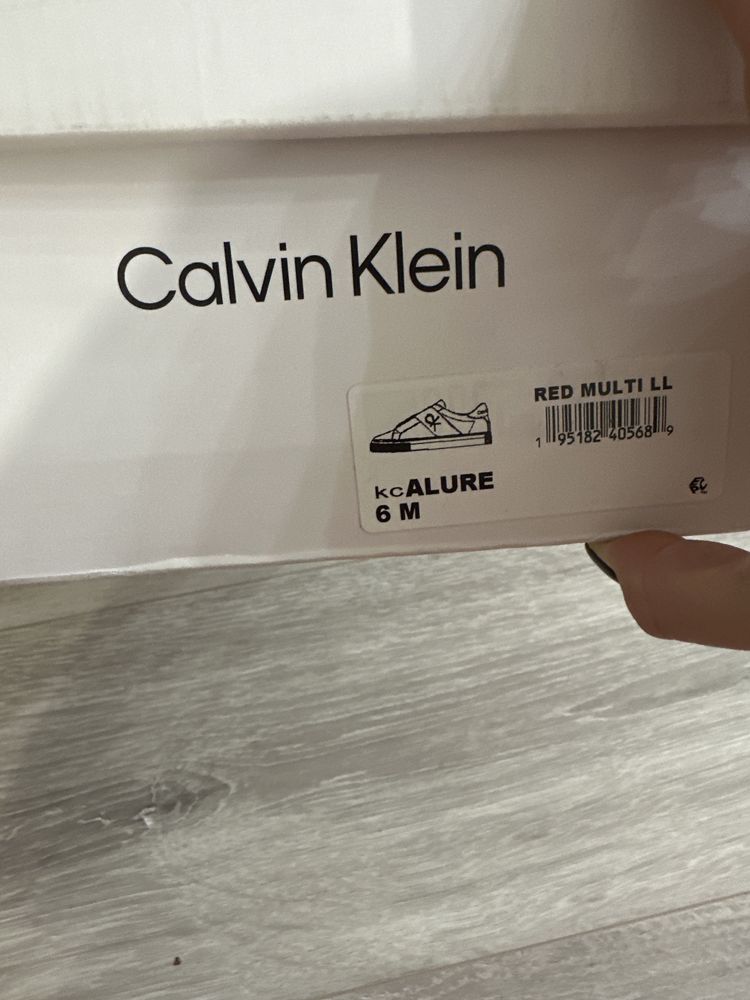 Calvin Klein
RED MULTI LL
1 95182 40568 9
kcALURE
6 M